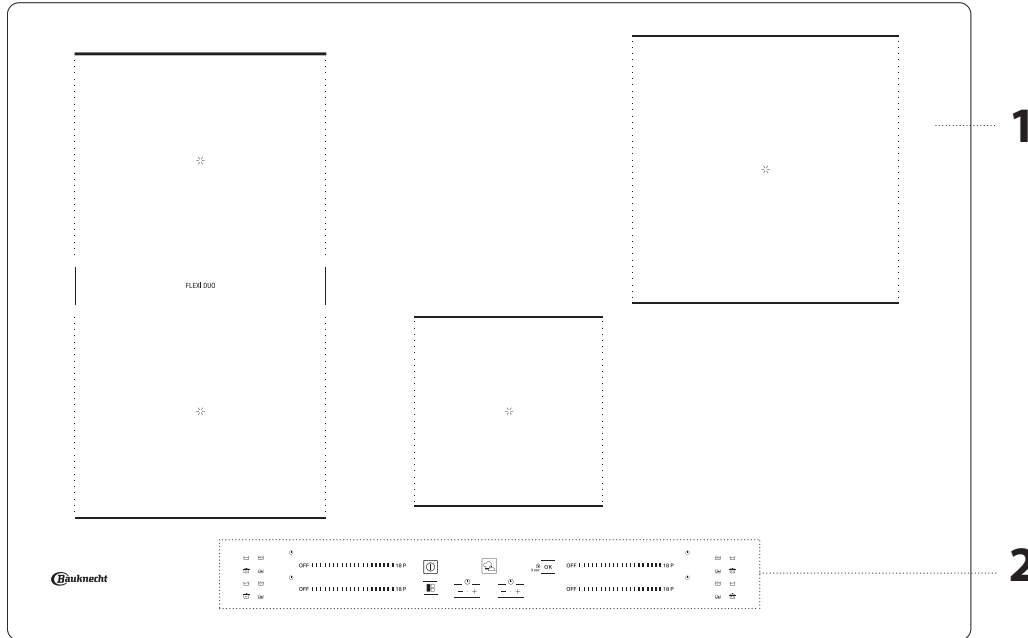 1
FLEXI DUO
2
Bauknecht
OFF 18 P
OFF 18 P
OK
OFF 18 P
OFF 18 P